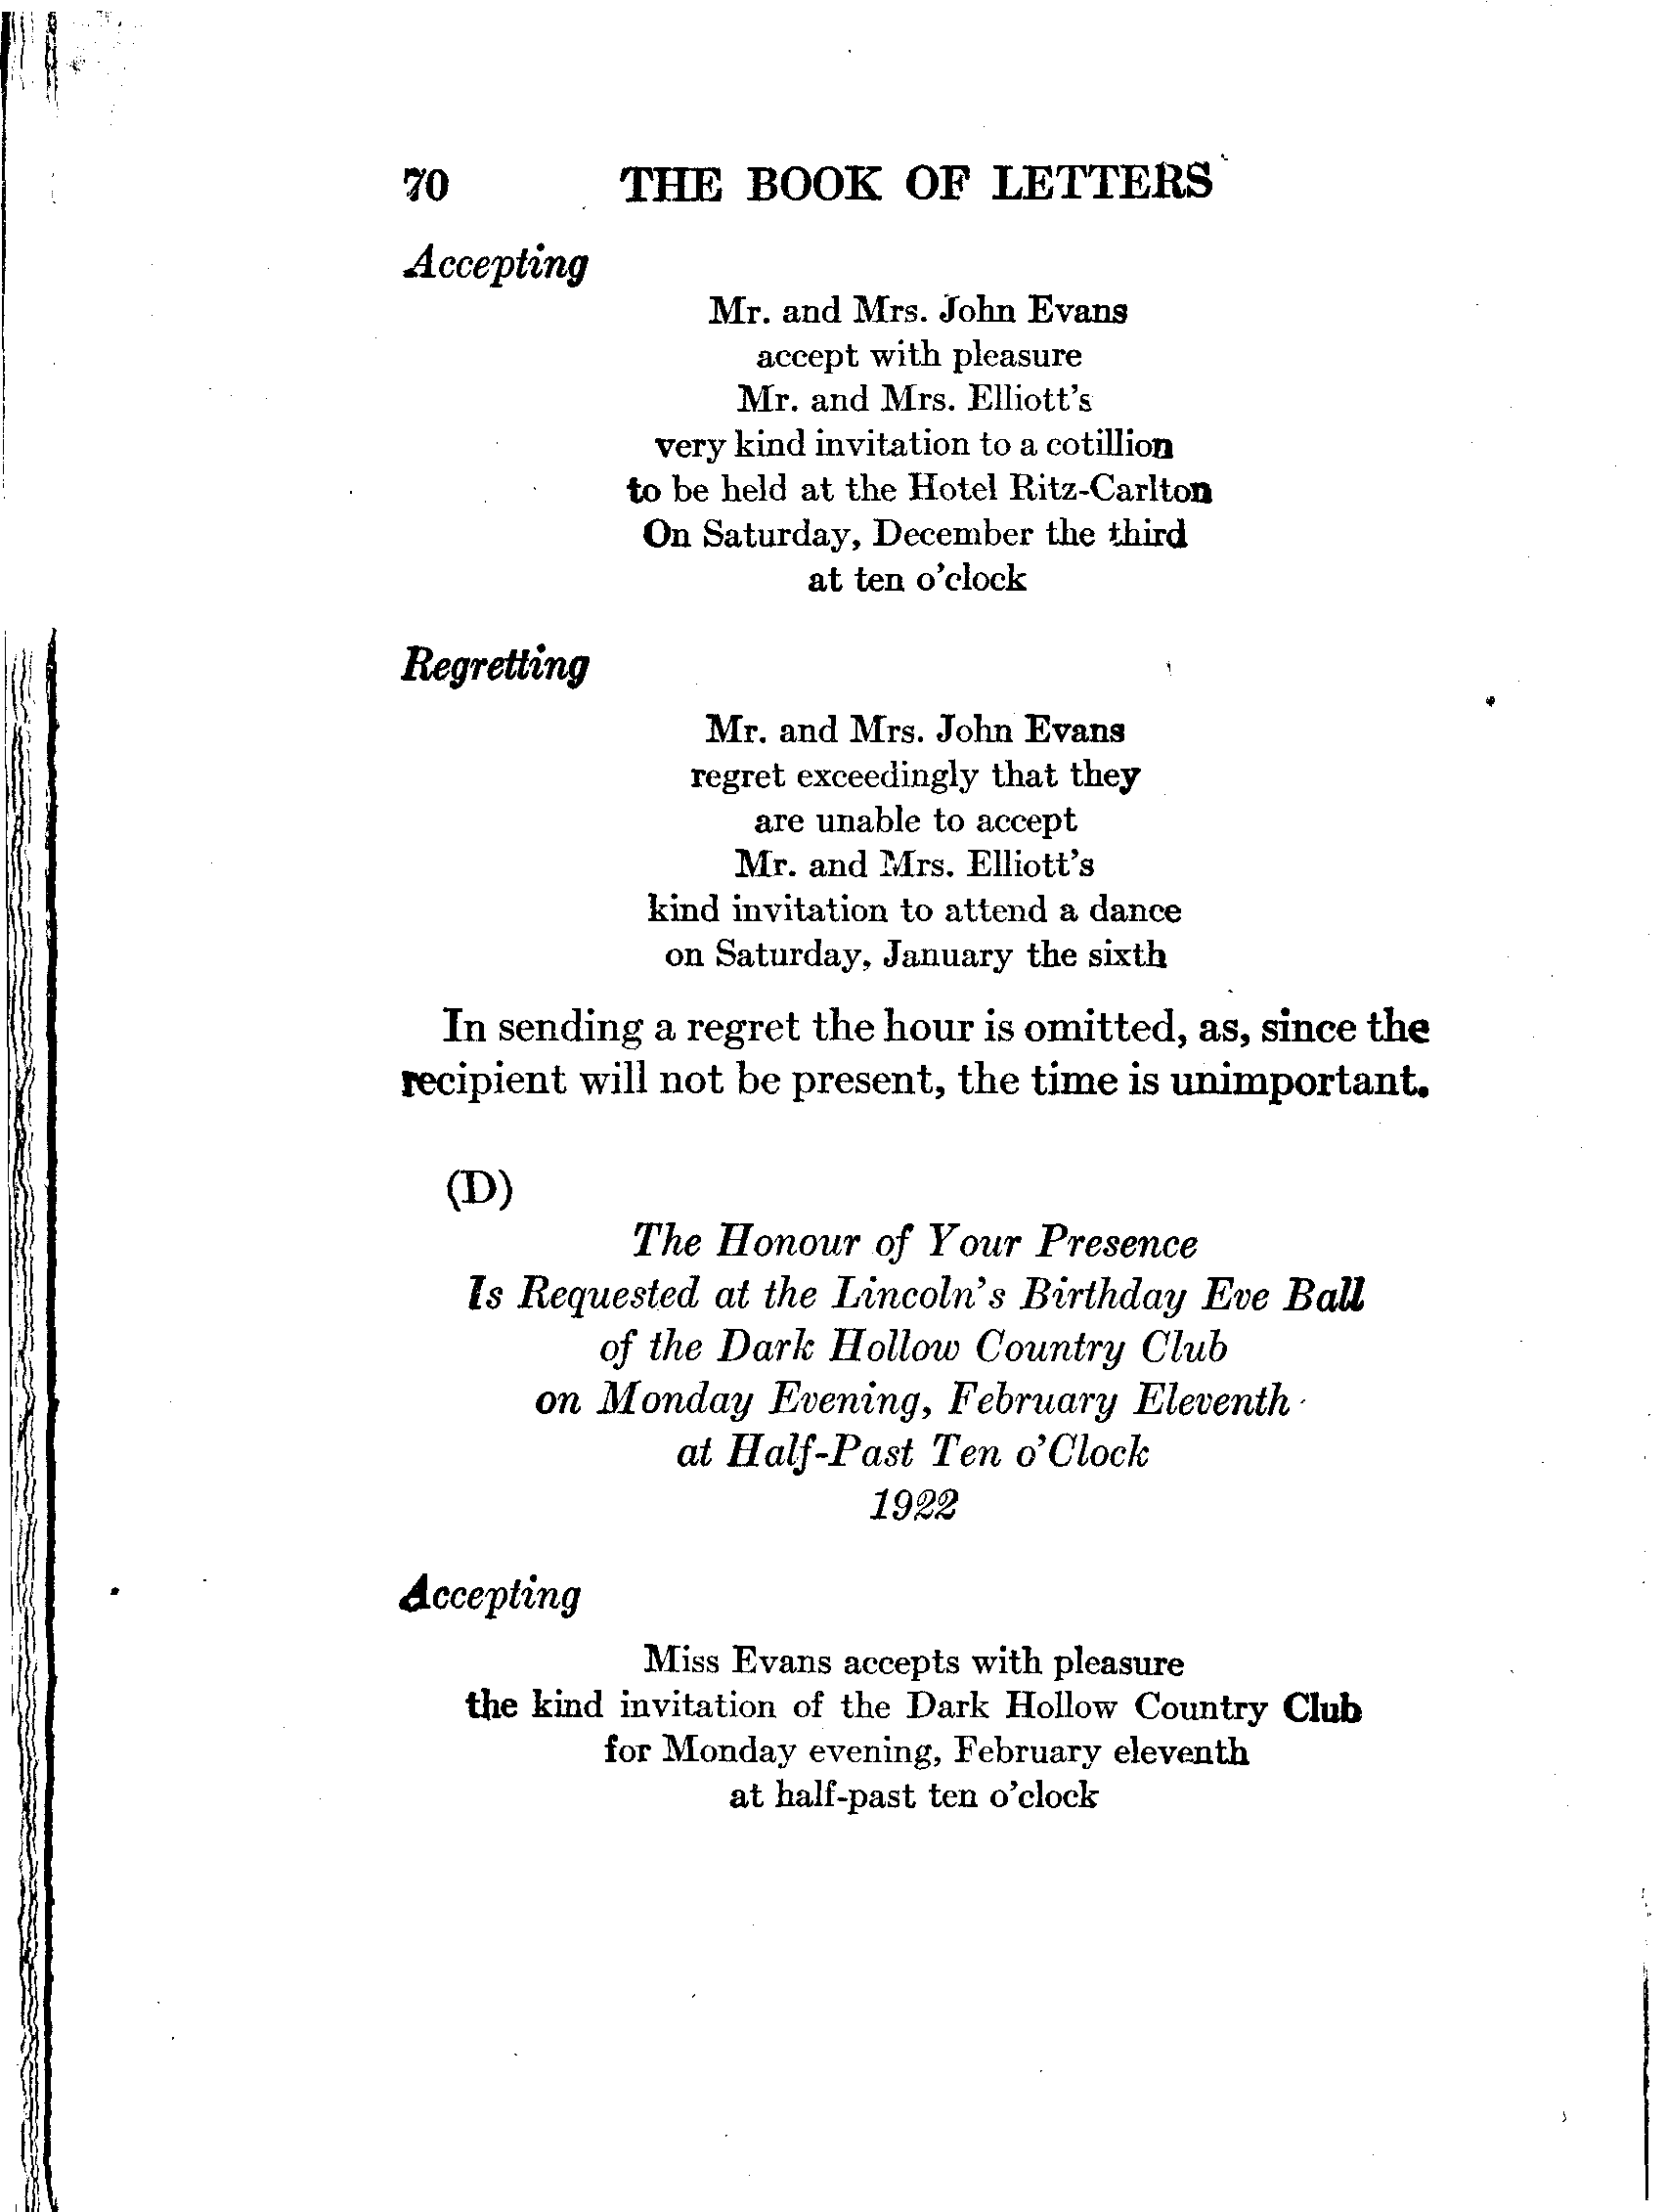 70 THE BOOK OF LETTERS
Accepting
Mr. and Mrs. John Evans
accept with pleasure
Mr. and Mrs. Elliott's
very kind invitation to a cotillion
to be held at the Hotel Ritz-Carlton
On Saturday, December the third
at ten o'clock
Regretting
Mr. and Mrs. John Evans
regret exceedingly that they
are unable to accept
Mr. and Mrs. Elliott's
kind invitation to attend a dance
on Saturday, January the sixth
In sending a regret the hour is omitted, as, since the
recipient will not be present, the time is unimportant.
(D)
The Honour of Your Presence
Is Requested at the Lincoln's Birthday Eve Ball
of the Dark Hollow Country Club
on Monday Evening, February Eleventh
at Half-Past Ten o'Clock
1922
Accepting
Miss Evans accepts with pleasure
the kind invitation of the Dark Hollow Country Club
for Monday evening, February eleventh
at half-past ten o'clock